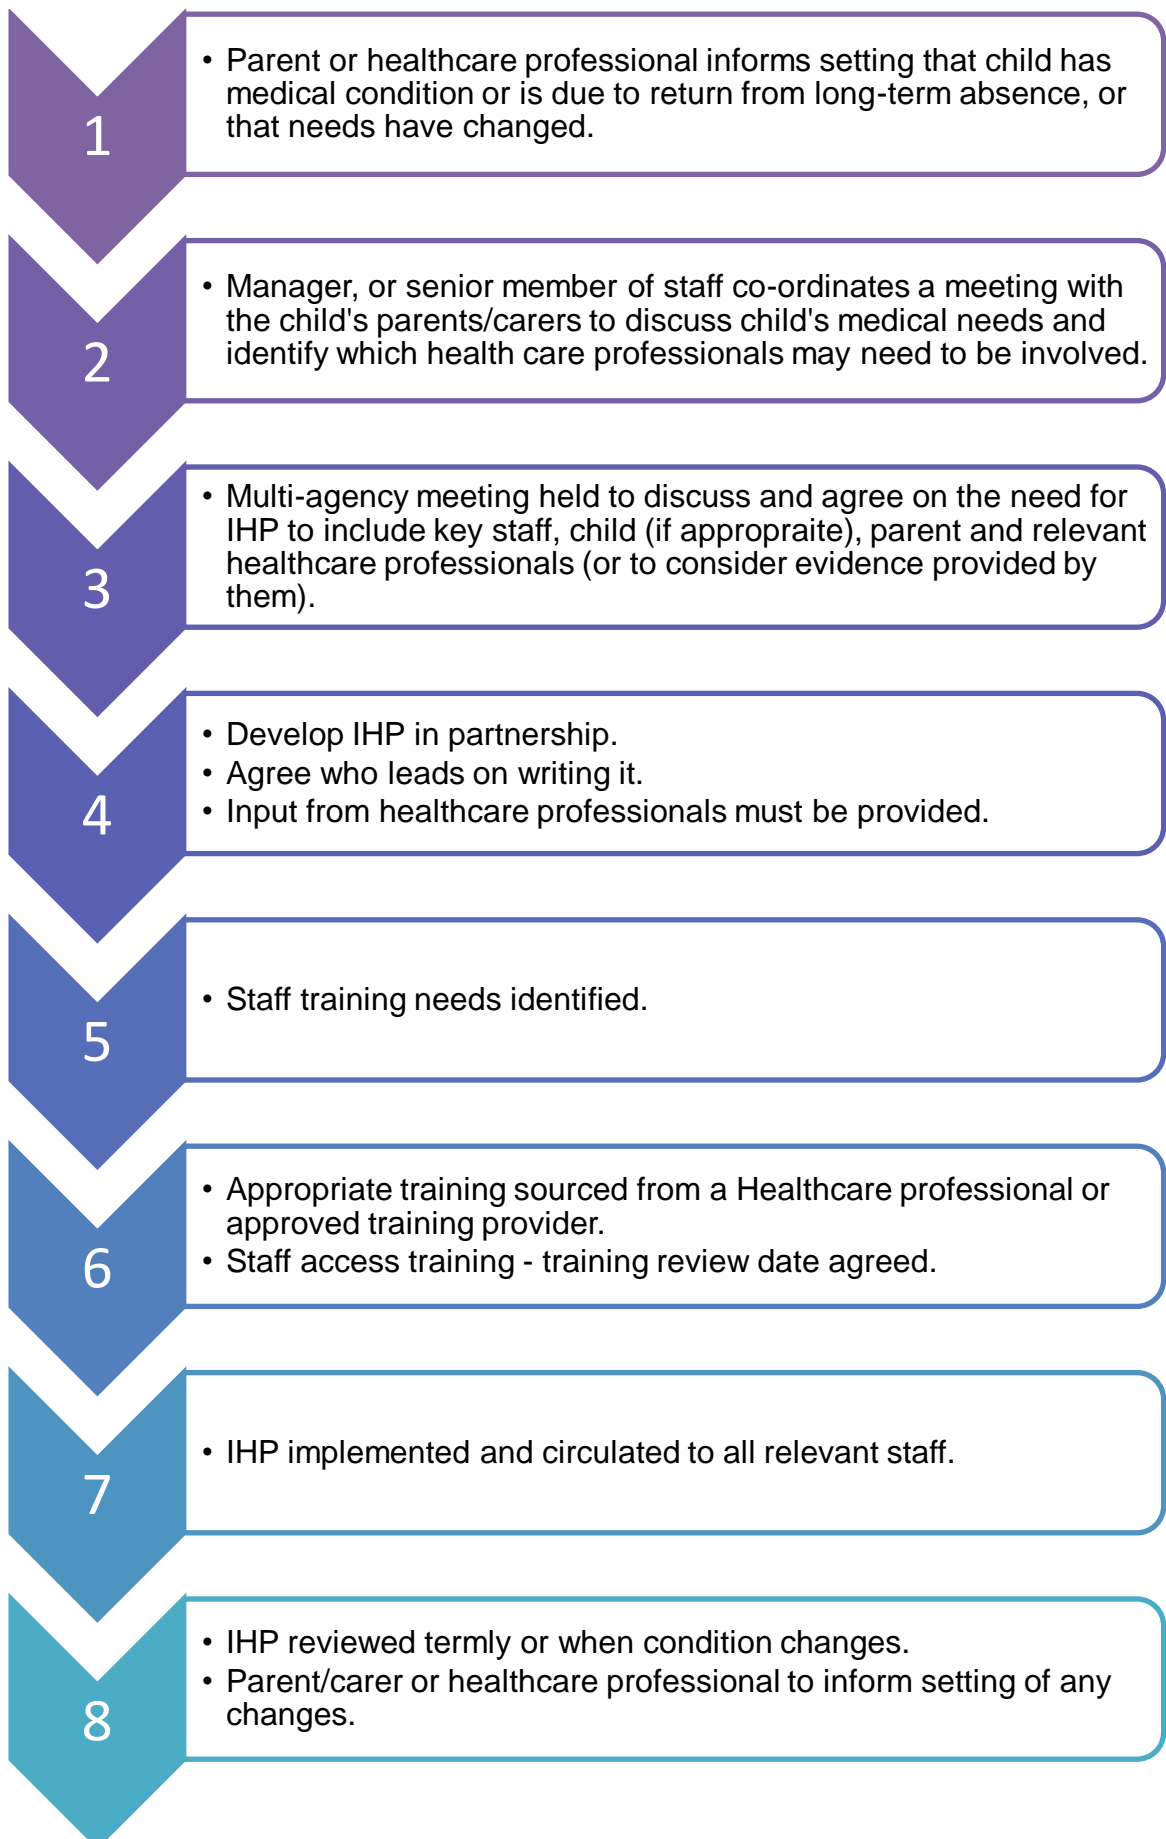 1
• Parent or healthcare professional informs setting that child has
medical condition or is due to return from long-term absence, or
that needs have changed.
2
• Manager, or senior member of staff co-ordinates a meeting with
the child's parents/carers to discuss child's medical needs and
identify which health care professionals may need to be involved.
3
• Multi-agency meeting held to discuss and agree on the need for
IHP to include key staff, child (if appropraite), parent and relevant
healthcare professionals (or to consider evidence provided by
them).
4
• Develop IHP in partnership.
• Agree who leads on writing it.
• Input from healthcare professionals must be provided.
5
• Staff training needs identified.
6
• Appropriate training sourced from a Healthcare professional or
approved training provider.
• Staff access training - training review date agreed.
7
• IHP implemented and circulated to all relevant staff.
8
• IHP reviewed termly or when condition changes.
• Parent/carer or healthcare professional to inform setting of any
changes.